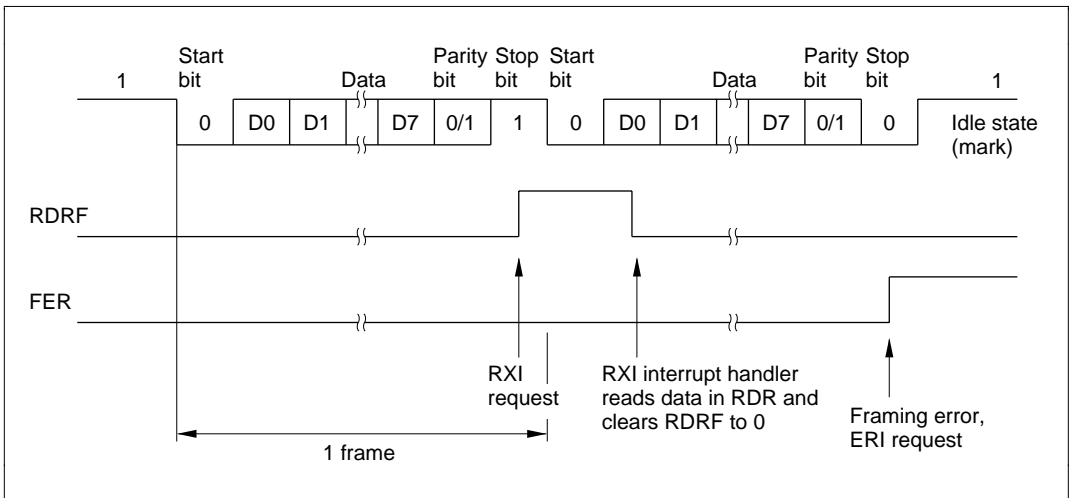 Start Parity Stop Start Parity Stop
1 bit Data bit bit bit Data bit bit 1
0 D0 D1 D7 0/1 1 0 D0 D1 D7 0/1 0 Idle state
(mark)
RDRF
FER
RXI
request
RXI interrupt handler
reads data in RDR and
clears RDRF to 0
Framing error,
ERI request
1 frame